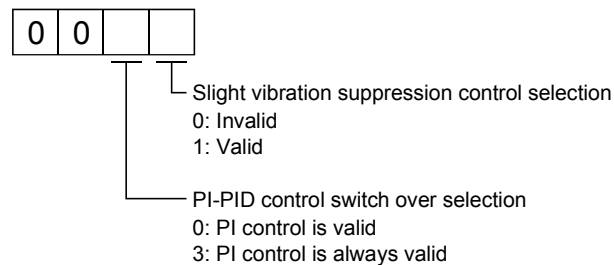 0 0
Slight vibration suppression control selection
0: Invalid
1: Valid
PI-PID control switch over selection
0: PI control is valid
3: PI control is always valid